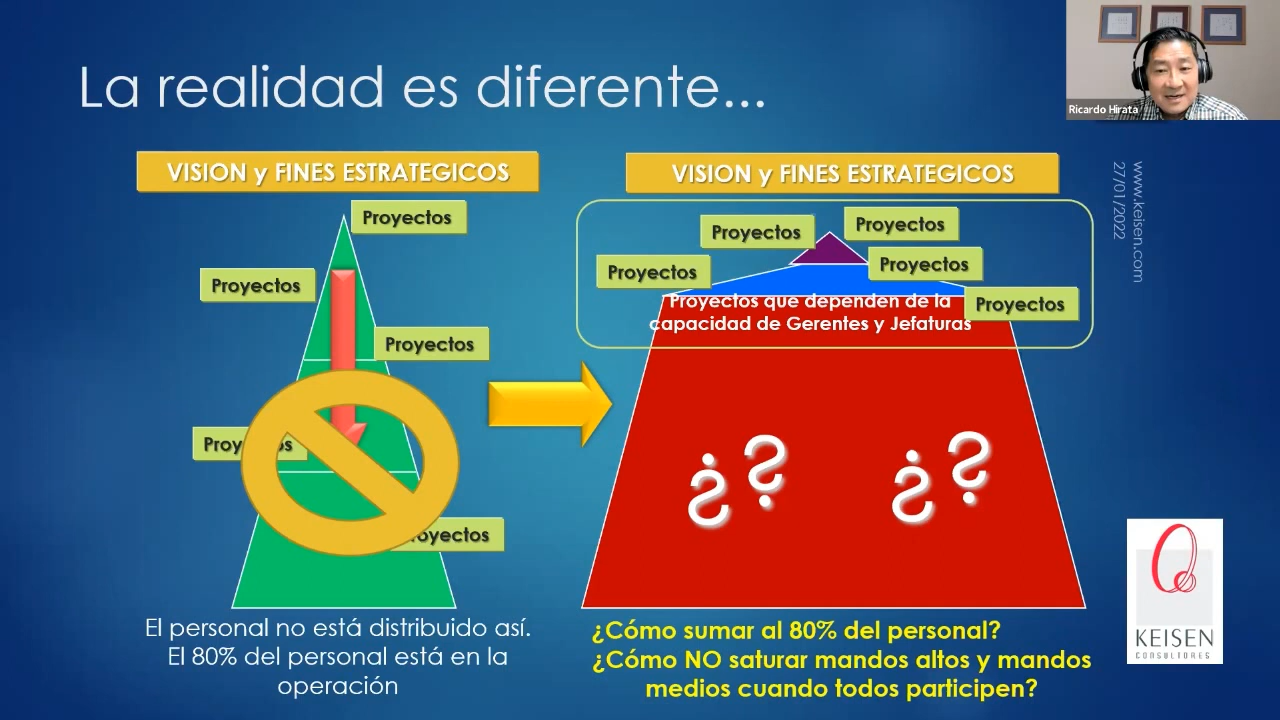 La realidad es diferente...
Ricardo Hirata
www.keisen.com
27/01/2022
VISION y FINES ESTRATEGICOS
Proyectos
Proyectos
Proyectos
Proyectos
Proyectos
El personal no está distribuido así.
El 80% del personal está en la
operación
VISION y FINES ESTRATEGICOS
Proyectos
Proyectos
Proyectos
Proyectos
Proyectos
Proyectos que dependen de la
capacidad de Gerentes y Jefaturas
¿? ¿?
¿Cómo sumar al 80% del personal?
¿Cómo NO saturar mandos altos y mandos
medios cuando todos participen?
KEISEN
CONSULTORES